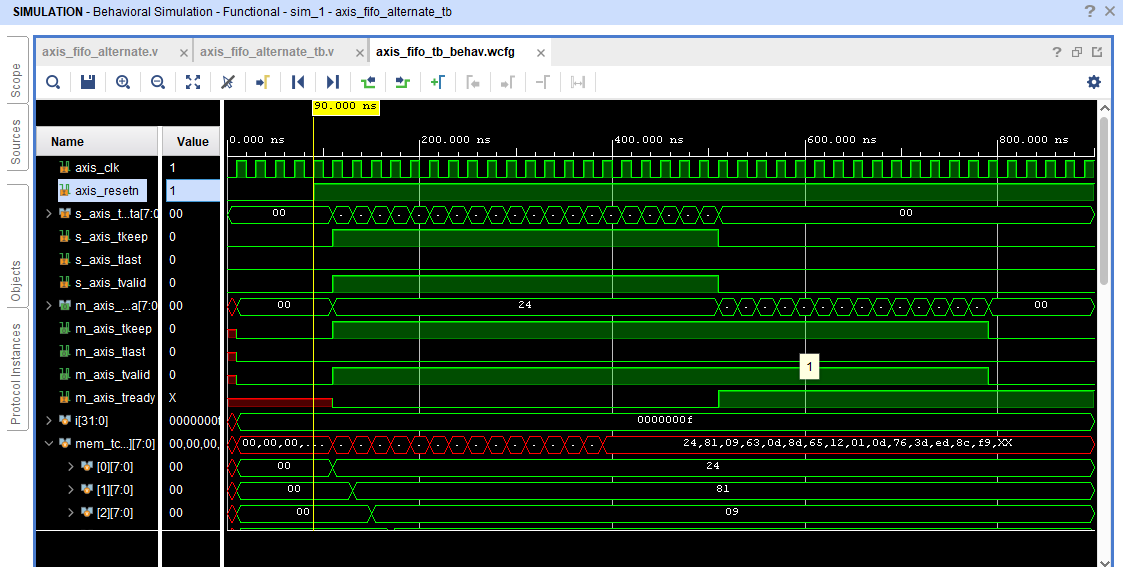 SIMULATION - Behavioral Simulation - Functional - sim_1 - axis_fifo_alternate_tb
axis_fifo_alternate.v axis_fifo_alternate_tb.v axis_fifo_tb_behav.wcfg
Scope
Sources
Objects
Protocol Instances
90.000 ns
Name Value 0.000 ns 200.000 ns 400.000 ns 600.000 ns 800.000 ns
axis_clk 1
axis_resetn 1
s_axis_t...ta[7:0 00 00 00
s_axis_tkeep 0
s_axis_tlast 0
s_axis_tvalid 0
m_axis_...a[7:0 00 00 24 00
m_axis_tkeep 0
m_axis_tlast 0
m_axis_tvalid 0 1
m_axis_tready X
i[31:0] 0000000f 0000000f
mem_tc...][7:0] 00,00,00, 00,00,00,... 24,81,09,63,0d,8d,65,12,01,0d,76,3d,ed,8c,f9,XX
[0][7:0] 00 00 24
[1][7:0] 00 00 81
[2][7:0] 00 00 09